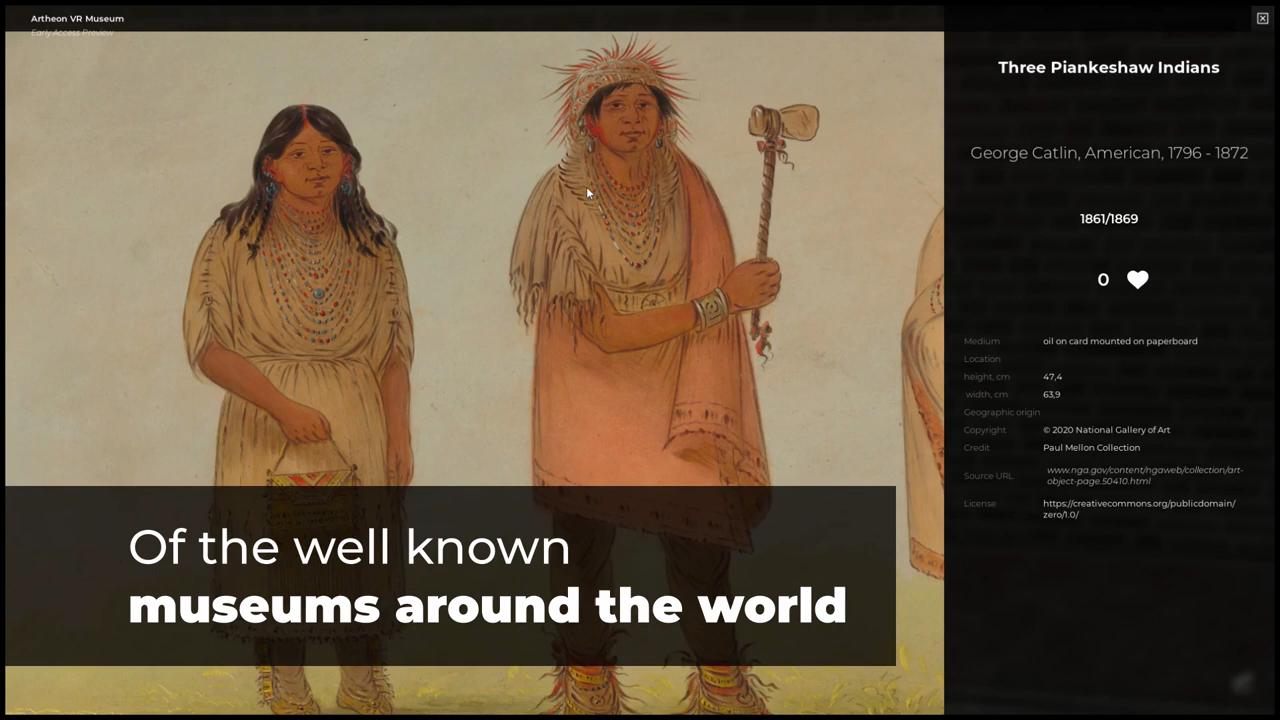 Artheon VR Museum
Early Access Preview
Three Piankeshaw Indians
George Catlin, American, 1796 - 1872
1861/1869
0
Medium oil on card mounted on paperboard
Location
height, cm 47,4
width, cm 63,9
Geographic origin
Copyright © 2020 National Gallery of Art
Credit Paul Mellon Collection
Source URL www.nga.gov/content/ngaweb/collection/art-
object-page.50410.html
License https://creativecommons.org/publicdomain/
zero/1.0/
Of the well known
museums around the world